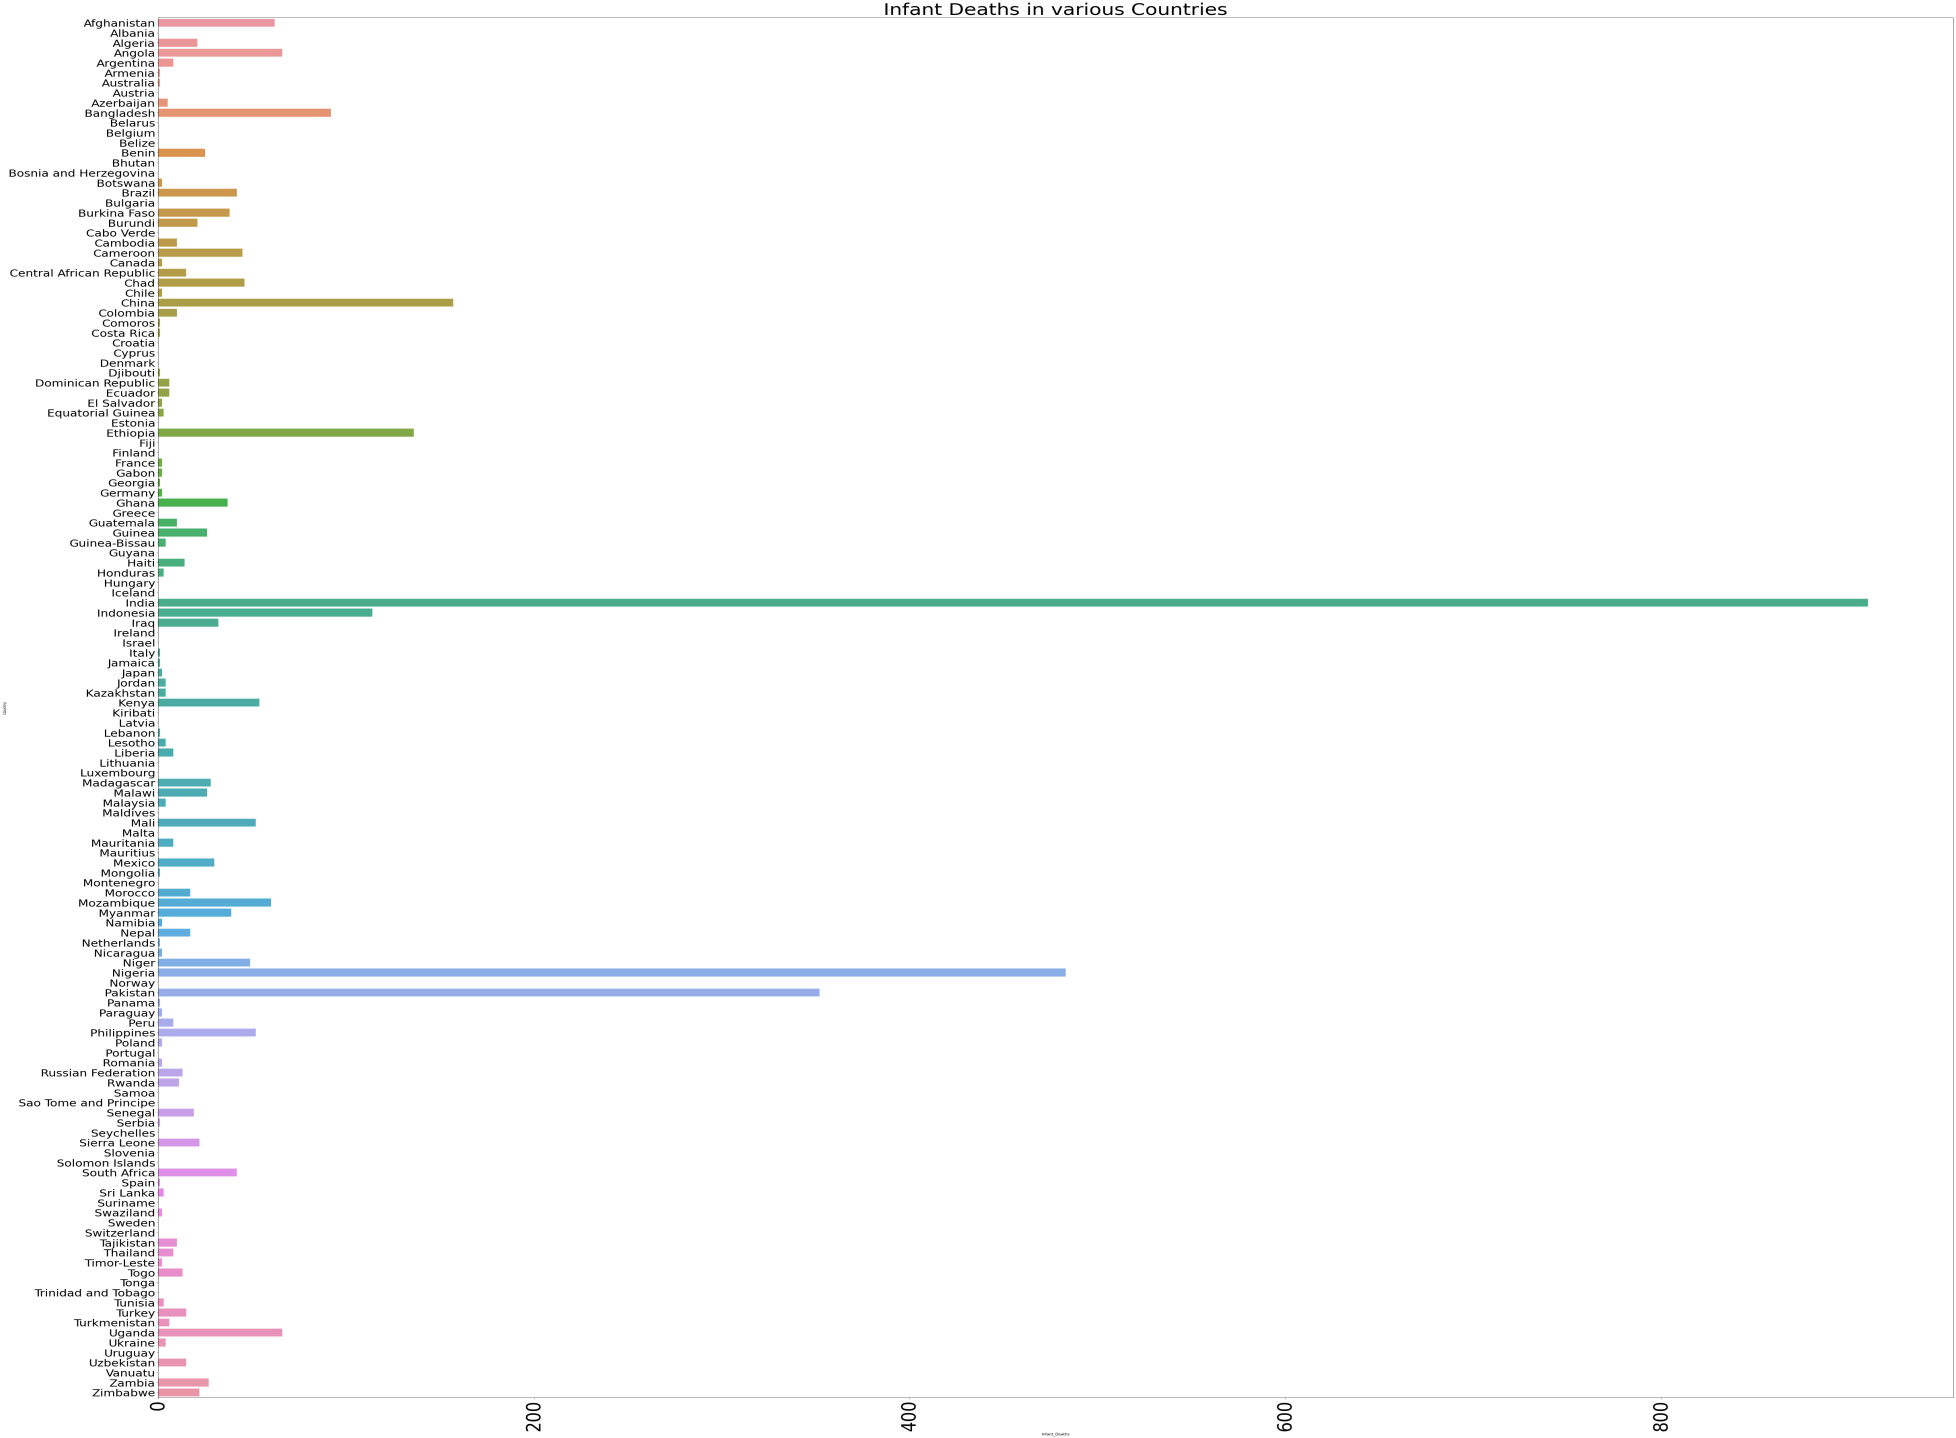 Infant Deaths in various Countries
Afghanistan
Albania
Algeria
Angola
Argentina
Armenia
Australia
Austria
Azerbaijan
Bangladesh
Belarus
Belgium
Belize
Benin
Bhutan
Bosnia and Herzegovina
Botswana
Brazil
Bulgaria
Burkina Faso
Burundi
Cabo Verde
Cambodia
Cameroon
Canada
Central African Republic
Chad
Chile
China
Colombia
Comoros
Costa Rica
Croatia
Cyprus
Denmark
Djibouti
Dominican Republic
Ecuador
El Salvador
Equatorial Guinea
Estonia
Ethiopia
Fiji
Finland
France
Gabon
Georgia
Germany
Ghana
Greece
Guatemala
Guinea
Guinea-Bissau
Guyana
Haiti
Honduras
Hungary
Iceland
India
Indonesia
Iraq
Ireland
Israel
Italy
Jamaica
Japan
Jordan
Kazakhstan
Kenya
Kiribati
Latvia
Lebanon
Lesotho
Liberia
Lithuania
Luxembourg
Madagascar
Malawi
Malaysia
Maldives
Mali
Malta
Mauritania
Mauritius
Mexico
Mongolia
Montenegro
Morocco
Mozambique
Myanmar
Namibia
Nepal
Netherlands
Nicaragua
Niger
Nigeria
Norway
Pakistan
Panama
Paraguay
Peru
Philippines
Poland
Portugal
Romania
Russian Federation
Rwanda
Samoa
Sao Tome and Principe
Senegal
Serbia
Seychelles
Sierra Leone
Slovenia
Solomon Islands
South Africa
Spain
Sri Lanka
Suriname
Swaziland
Sweden
Switzerland
Tajikistan
Thailand
Timor-Leste
Togo
Tonga
Trinidad and Tobago
Tunisia
Turkey
Turkmenistan
Uganda
Ukraine
Uruguay
Uzbekistan
Vanuatu
Zambia
Zimbabwe
0 200 400 600 800
Infant_Deaths